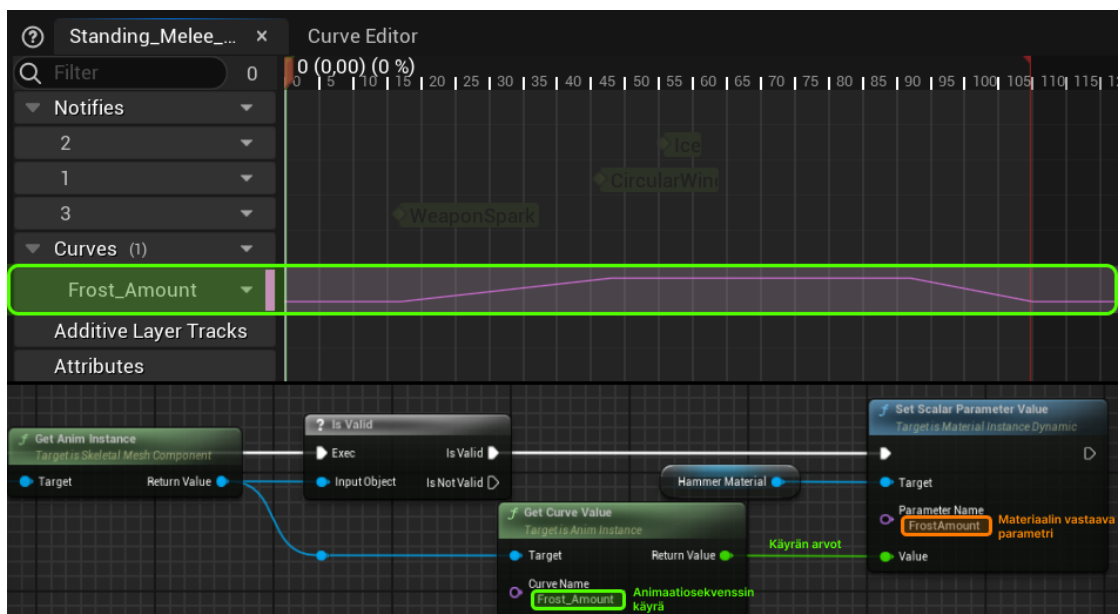 Standing_Melee_... ×
Curve Editor
Filter 0
0 (0,00) (0 %)
0 5 10 15 20 25 30 35 40 45 50 55 60 65 70 75 80 85 90 95 100 105 110 115
Notifies
2
Ice
1
CircularWin
3
WeaponSpark
Curves (1)
Frost_Amount
Additive Layer Tracks
Attributes
Get Anim Instance
Target is Skeletal Mesh Component
Target Return Value
? Is Valid
Exec Is Valid
Input Object Is Not Valid
Hammer Material
Set Scalar Parameter Value
Target is Material Instance Dynamic
Target
Parameter Name
FrostAmount
Materiaalin vastaava
parametri
Value
Get Curve Value
Target is Anim Instance
Target Return Value
Käyrän arvot
Curve Name
Frost_Amount
Animaatiosekvenssin
käyrä